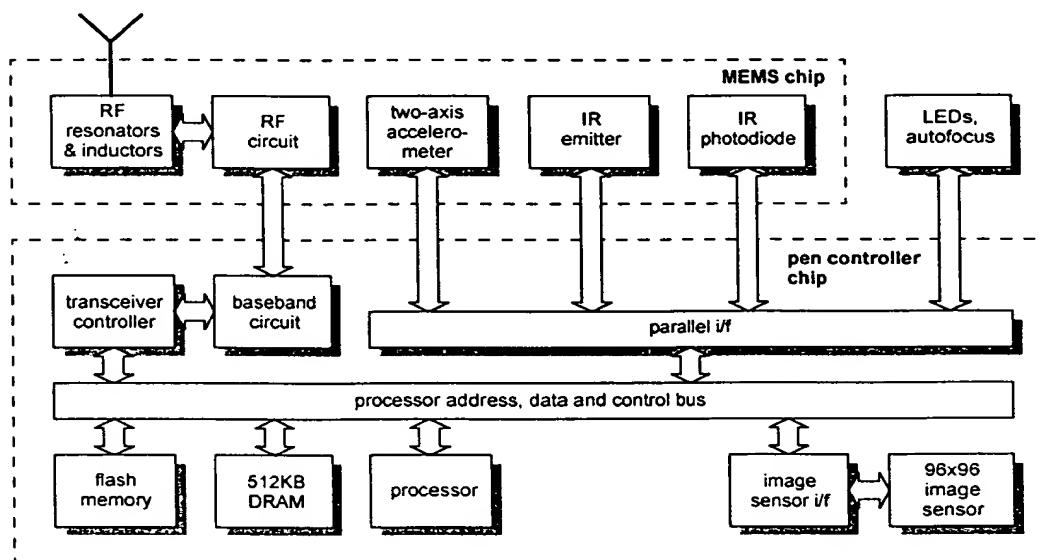 MEMS chip
RF
resonators
& inductors
RF
circuit
two-axis
accelero-
meter
IR
emitter
IR
photodiode
LEDs,
autofocus
pen controller
chip
transceiver
controller
baseband
circuit
parallel i/f
processor address, data and control bus
flash
memory
512KB
DRAM
processor
image
sensor i/f
96x96
image
sensor